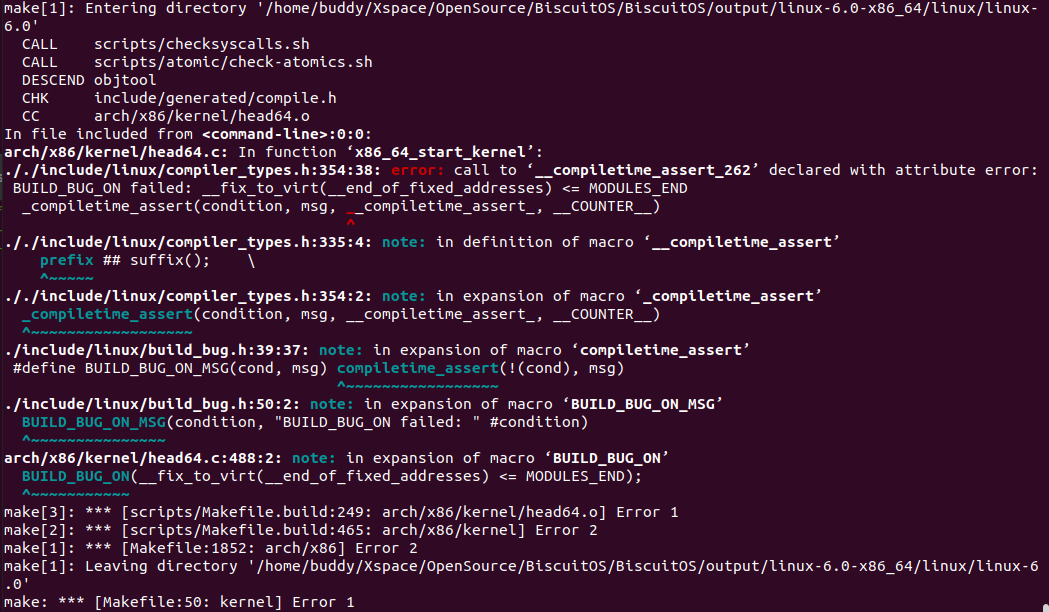 make[1]: Entering directory '/home/buddy/Xspace/OpenSource/BiscuitOS/BiscuitOS/output/linux-6.0-x86_64/linux/linux-
6.0'
  CALL    scripts/checksyscalls.sh
  CALL    scripts/atomic/check-atomics.sh
  DESCEND objtool
  CHK     include/generated/compile.h
  CC      arch/x86/kernel/head64.o
In file included from <command-line>:0:0:
arch/x86/kernel/head64.c: In function ‘x86_64_start_kernel’:
././include/linux/compiler_types.h:354:38: error: call to ‘__compiletime_assert_262’ declared with attribute error:
 BUILD_BUG_ON failed: __fix_to_virt(__end_of_fixed_addresses) <= MODULES_END
  _compiletime_assert(condition, msg, __compiletime_assert_, __COUNTER__)
                                      ^
././include/linux/compiler_types.h:335:4: note: in definition of macro ‘__compiletime_assert’
    prefix ## suffix();    \
    ^~~~~~
././include/linux/compiler_types.h:354:2: note: in expansion of macro ‘_compiletime_assert’
  _compiletime_assert(condition, msg, __compiletime_assert_, __COUNTER__)
  ^~~~~~~~~~~~~~~~~~~
./include/linux/build_bug.h:39:37: note: in expansion of macro ‘compiletime_assert’
 #define BUILD_BUG_ON_MSG(cond, msg) compiletime_assert(!(cond), msg)
                                     ^~~~~~~~~~~~~~~~~~
./include/linux/build_bug.h:50:2: note: in expansion of macro ‘BUILD_BUG_ON_MSG’
  BUILD_BUG_ON_MSG(condition, "BUILD_BUG_ON failed: " #condition)
  ^~~~~~~~~~~~~~~~
arch/x86/kernel/head64.c:488:2: note: in expansion of macro ‘BUILD_BUG_ON’
  BUILD_BUG_ON(__fix_to_virt(__end_of_fixed_addresses) <= MODULES_END);
  ^~~~~~~~~~~~
make[3]: *** [scripts/Makefile.build:249: arch/x86/kernel/head64.o] Error 1
make[2]: *** [scripts/Makefile.build:465: arch/x86/kernel] Error 2
make[1]: *** [Makefile:1852: arch/x86] Error 2
make[1]: Leaving directory '/home/buddy/Xspace/OpenSource/BiscuitOS/BiscuitOS/output/linux-6.0-x86_64/linux/linux-6
.0'
make: *** [Makefile:50: kernel] Error 1